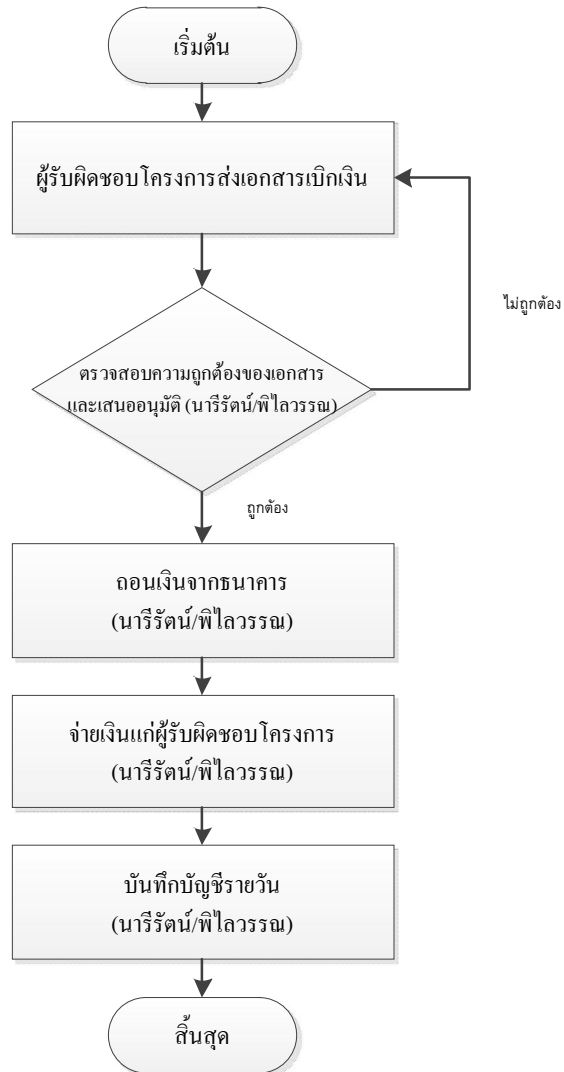 เริ่มต้น
ผู้รับผิดชอบโครงการส่งเอกสารเบิกเงิน
ไม่ถูกต้อง
ตรวจสอบความถูกต้องของเอกสาร
และเสนออนุมัติ (นารีรัตน์/พิไลวรรณ)
ถูกต้อง
ถอนเงินจากธนาคาร
(นารีรัตน์/พิไลวรรณ)
จ่ายเงินแก่ผู้รับผิดชอบโครงการ
(นารีรัตน์/พิไลวรรณ)
บันทึกบัญชีรายวัน
(นารีรัตน์/พิไลวรรณ)
สิ้นสุด